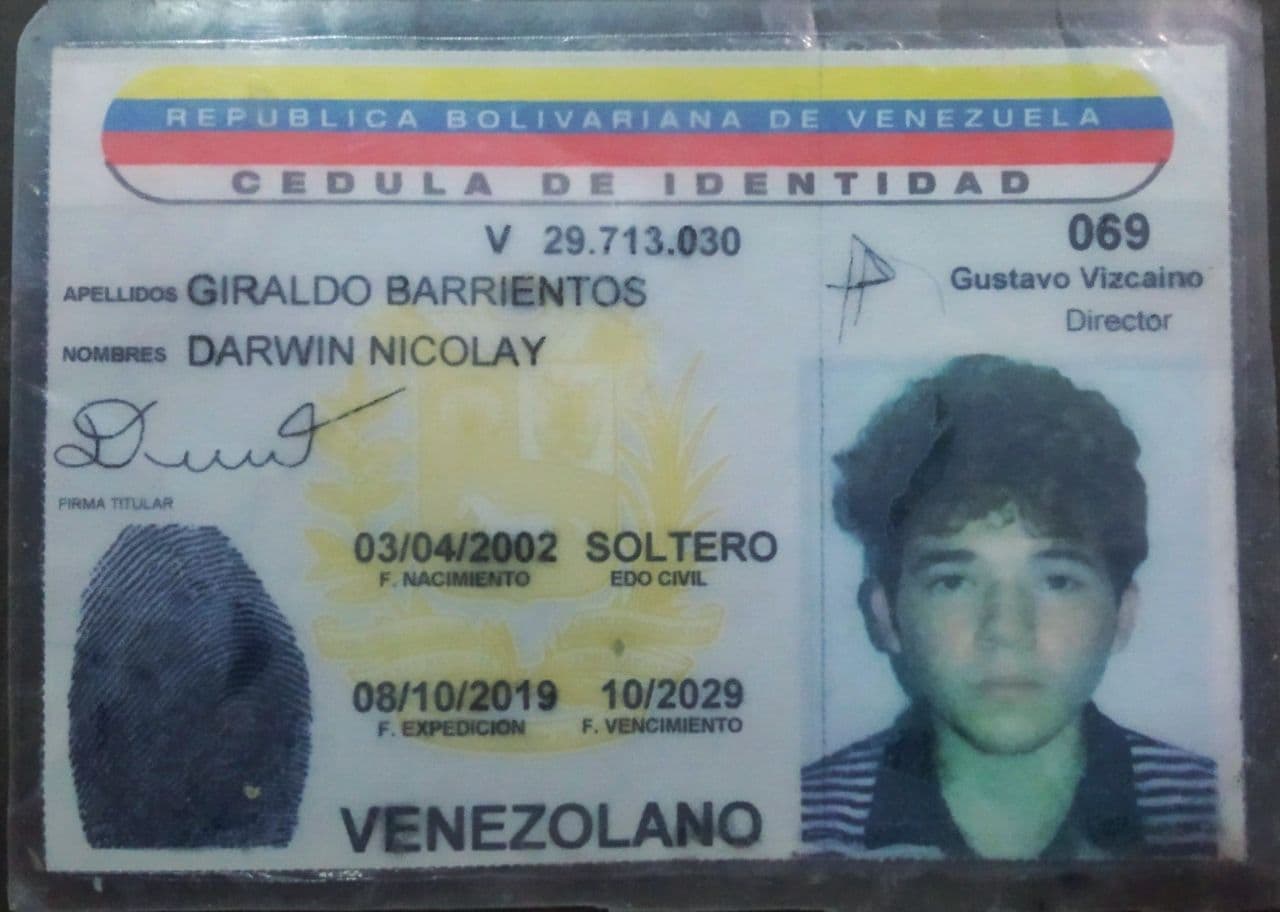 REPUBLICA BOLIVARIANA DE VENEZUELA
CEDULA DE IDENTIDAD
V 29.713.030
069
Gustavo Vizcaino
Director
APELLIDOS GIRALDO BARRIENTOS
NOMBRES DARWIN NICOLAY
FIRMA TITULAR
03/04/2002 SOLTERO
F. NACIMIENTO EDO CIVIL
08/10/2019 10/2029
F. EXPEDICION F. VENCIMIENTO
VENEZOLANO